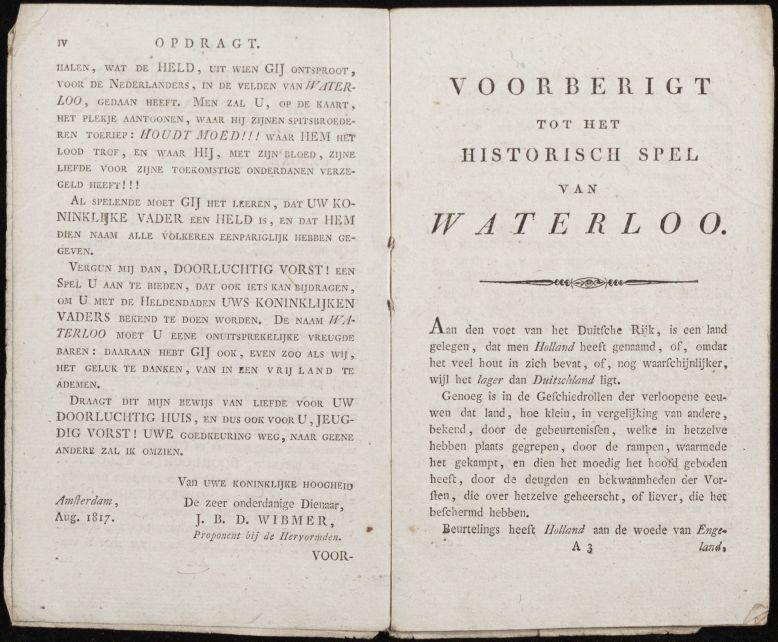 IV OPDRAGT.
HALEN, WAT DE HELD, UIT WIEN GIJ ONTSPROOT,
VOOR DE NEDERLANDERS, IN DE VELDEN VAN WATER-
LOO, GEDAAN HEEFT. MEN ZAL U, OP DE KAART,
HET PLEKJE AANTOONEN, WAAR HIJ ZIJNEN SPITSBROEDE-
REN TOERIEP: HOUDT MOED!!! WAAR HEM HET
LOOD TROF, EN WAAR HIJ, MET ZIJN BLOED, ZIJNE
LIEFDE VOOR ZIJNE TOEKOMSTIGE ONDERDANEN VERZE-
GELD HEEFT!!!
AL SPELENDE MOET GIJ HET LEEREN, DAT UW KO-
NINKLIJKE VADER EEN HELD IS, EN DAT HEM
DIEN NAAM ALLE VOLKEREN EENPARIGLIJK HEBBEN GE-
GEVEN.
VERGUN MIJ DAN, DOORLUCHTIG VORST! EEN
SPEL U AAN TE BIEDEN, DAT OOK IETS KAN BIJDRAGEN,
OM U MET DE HELDENDADEN UWS KONINKLIJKEN
VADERS BEKEND TE DOEN WORDEN. DE NAAM WA-
TERLOO MOET U EENE ONUITSPREKELIJKE VREUGDE
BAREN: DAARAAN HEBT GIJ OOK, EVEN ZOO ALS WIJ,
HET GELUK TE DANKEN, VAN IN EEN VRIJ LAND TE
ADEMEN.
DRAAGT DIT MIJN BEWIJS VAN LIEFDE VOOR UW
DOORLUCHTIG HUIS, EN DUS OOK VOOR U, JEUG-
DIG VORST! UWE GOEDKEURING WEG, NAAR GEENE
ANDERE ZAL IK OMZIEN.
VAN UWE KONINKLIJKE HOOGHEID
Amſterdam, De zeer onderdanige Dienaar,
Aug. 1817. J. B. D. WIBMER,
Proponent bij de Hervormden.
VOOR-
VOORBERIGT
TOT HET
HISTORISCH SPEL
VAN
WATERLOO.
Aan den voet van het Duitſche Rijk, is een land
gelegen, dat men Holland heeft genaamd, of, omdat
het veel hout in zich bevat, of, nog waarſchijnlijker,
wijl het lager dan Duitschland ligt.
Genoeg is in de Geſchiedrollen der verloopene eeu-
wen dat land, hoe klein, in vergelijking van andere,
bekend, door de gebeurtenisſen, welke in hetzelve
hebben plaats gegrepen, door de rampen, waarmede
het gekampt, en dien het moedig het hoofd geboden
heeft, door de deugden en bekwaamheden der Vor-
ſten, die over hetzelve geheerscht, of liever, die het
beſchermd hebben.
Beurtelings heeft Holland aan de woede van Enge-
A 3 land,